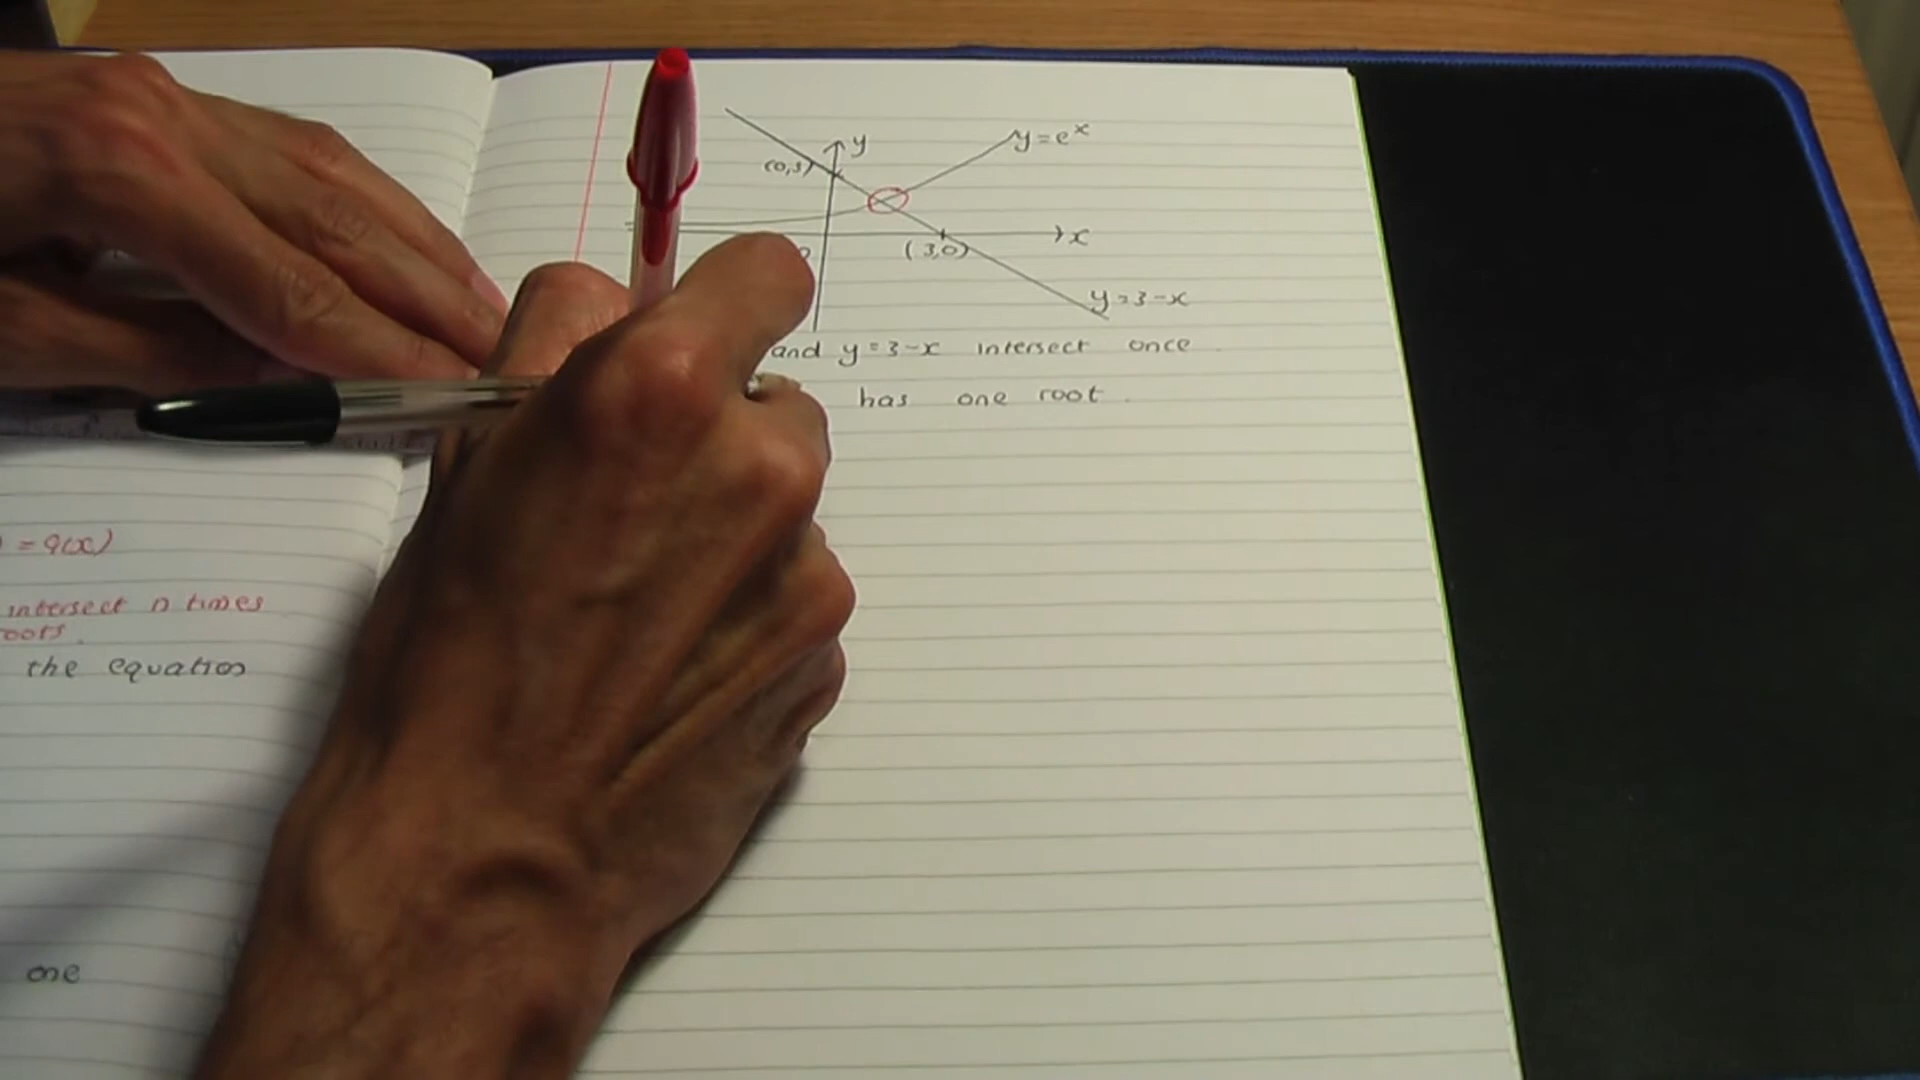 = q(x)
intersect n times
roots.
the equation
one
y
y = e^x
(0,3)
x
(3,0)
y = 3-x
and y = 3-x intersect once.
has one root.